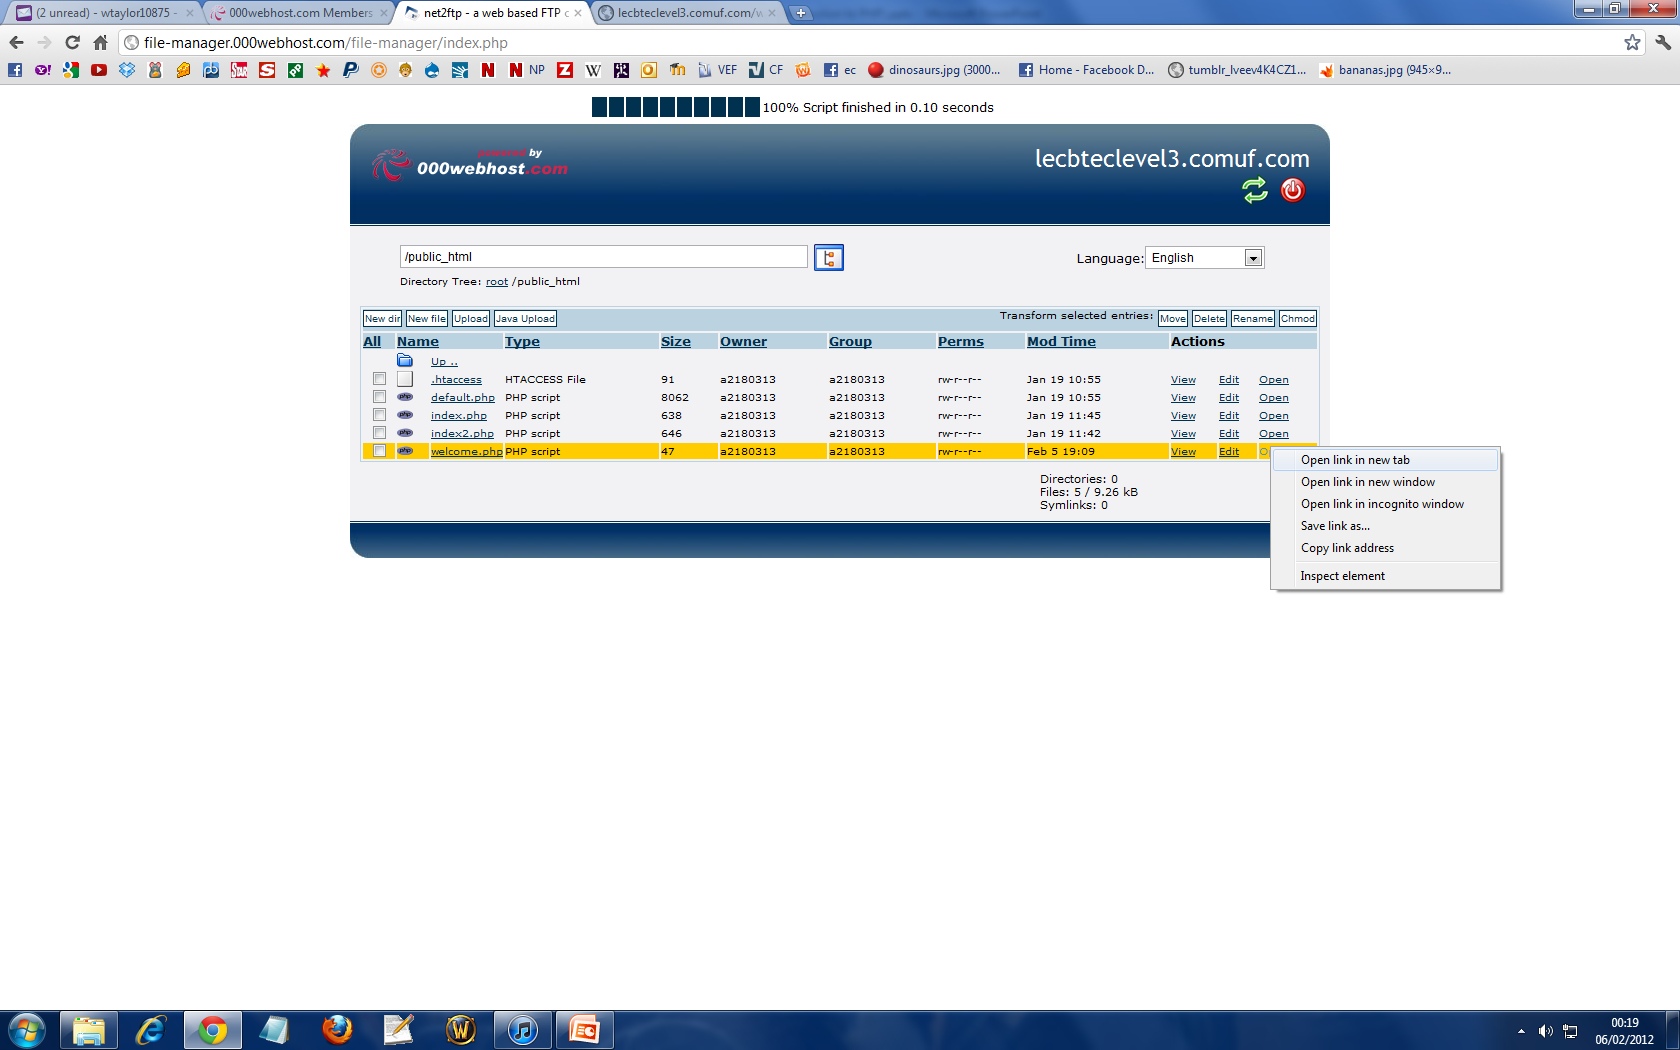 (2 unread) - wtaylor10875 -
000webhost.com Members
net2ftp - a web based FTP c
lecbteclevel3.comuf.com/w
file-manager.000webhost.com/file-manager/index.php
NP
VEF
CF
ec
dinosaurs.jpg (3000...
Home - Facebook D...
tumblr_lveev4K4CZ1...
bananas.jpg (945×9...
100% Script finished in 0.10 seconds
powered by
000webhost.com
lecbteclevel3.comuf.com
/public_html
Language: English
Directory Tree: root /public_html
New dir New file Upload Java Upload
Transform selected entries: Move Delete Rename Chmod
All Name Type Size Owner Group Perms Mod Time Actions
Up ..
.htaccess HTACCESS File 91 a2180313 a2180313 rw-r--r-- Jan 19 10:55 View Edit Open
default.php PHP script 8062 a2180313 a2180313 rw-r--r-- Jan 19 10:55 View Edit Open
index.php PHP script 638 a2180313 a2180313 rw-r--r-- Jan 19 11:45 View Edit Open
index2.php PHP script 646 a2180313 a2180313 rw-r--r-- Jan 19 11:42 View Edit Open
welcome.php PHP script 47 a2180313 a2180313 rw-r--r-- Feb 5 19:09 View Edit
Directories: 0
Files: 5 / 9.26 kB
Symlinks: 0
Open link in new tab
Open link in new window
Open link in incognito window
Save link as...
Copy link address
Inspect element
00:19
06/02/2012